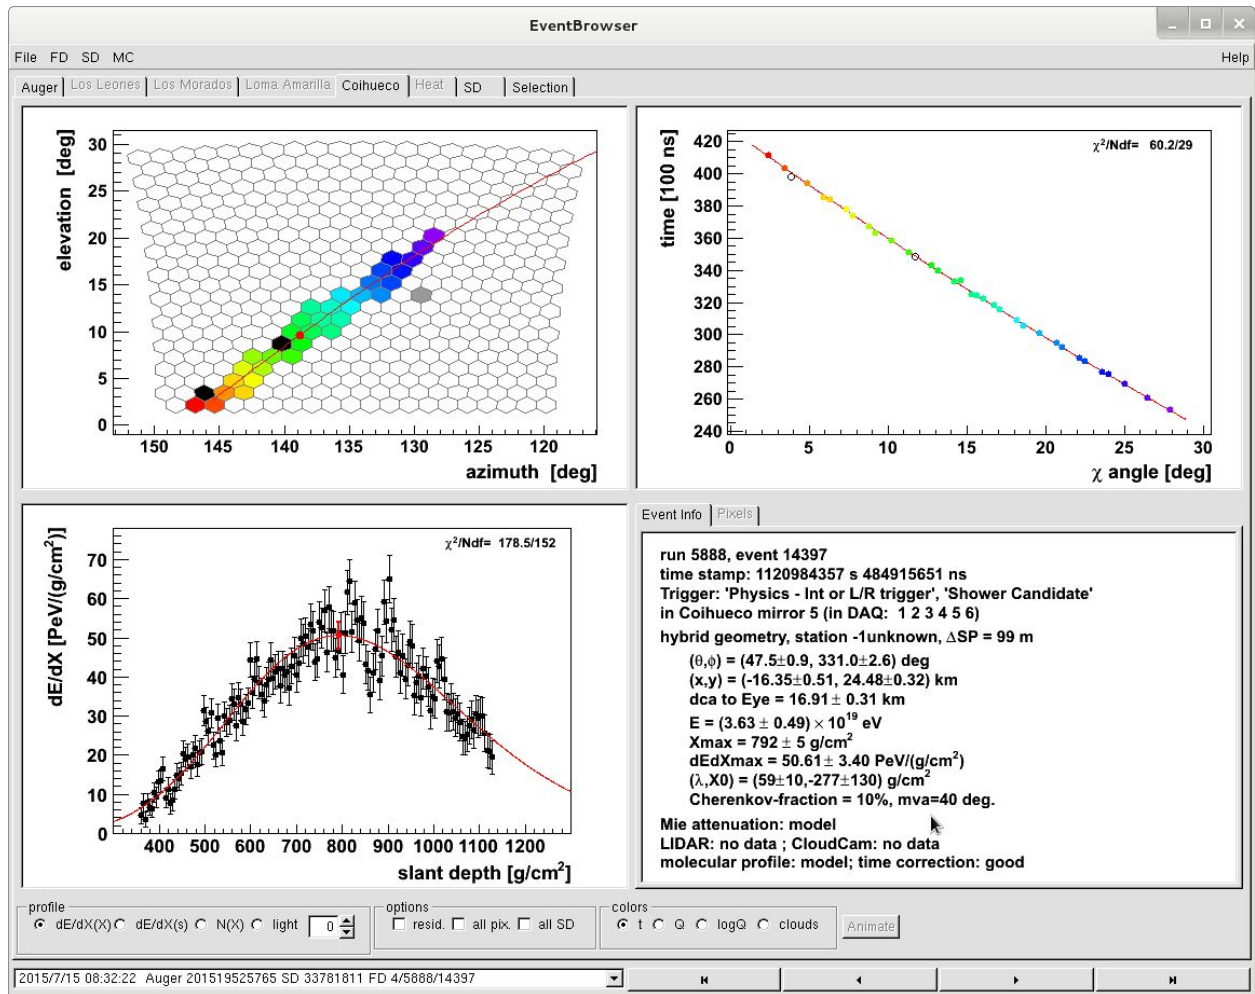 EventBrowser
File FD SD MC Help
Auger Los Leones Los Morados Loma Amarilla Coihueco Heat SD Selection
elevation [deg]
30
25
20
15
10
5
0
150 145 140 135 130 125 120
azimuth [deg]
time [100 ns]
χ²/Ndf= 60.2/29
420
400
380
360
340
320
300
280
260
240
0 5 10 15 20 25 30
χ angle [deg]
dE/dX [PeV/(g/cm²)]
χ²/Ndf= 178.5/152
70
60
50
40
30
20
10
0
400 500 600 700 800 900 1000 1100 1200
slant depth [g/cm²]
Event Info Pixels
run 5888, event 14397
time stamp: 1120984357 s 484915651 ns
Trigger: 'Physics - Int or L/R trigger', 'Shower Candidate'
in Coihueco mirror 5 (in DAQ: 1 2 3 4 5 6)
hybrid geometry, station -1unknown, ΔSP = 99 m
(θ,ϕ) = (47.5±0.9, 331.0±2.6) deg
(x,y) = (-16.35±0.51, 24.48±0.32) km
dca to Eye = 16.91 ± 0.31 km
E = (3.63 ± 0.49) × 10¹⁹ eV
Xmax = 792 ± 5 g/cm²
dEdXmax = 50.61 ± 3.40 PeV/(g/cm²)
(λ,X0) = (59±10,-277±130) g/cm²
Cherenkov-fraction = 10%, mva=40 deg.
Mie attenuation: model
LIDAR: no data ; CloudCam: no data
molecular profile: model; time correction: good
profile
dE/dX(X) dE/dX(s) N(X) light 0
options
resid. all pix. all SD
colors
t Q logQ clouds
Animate
2015/7/15 08:32:22 Auger 201519525765 SD 33781811 FD 4/5888/14397